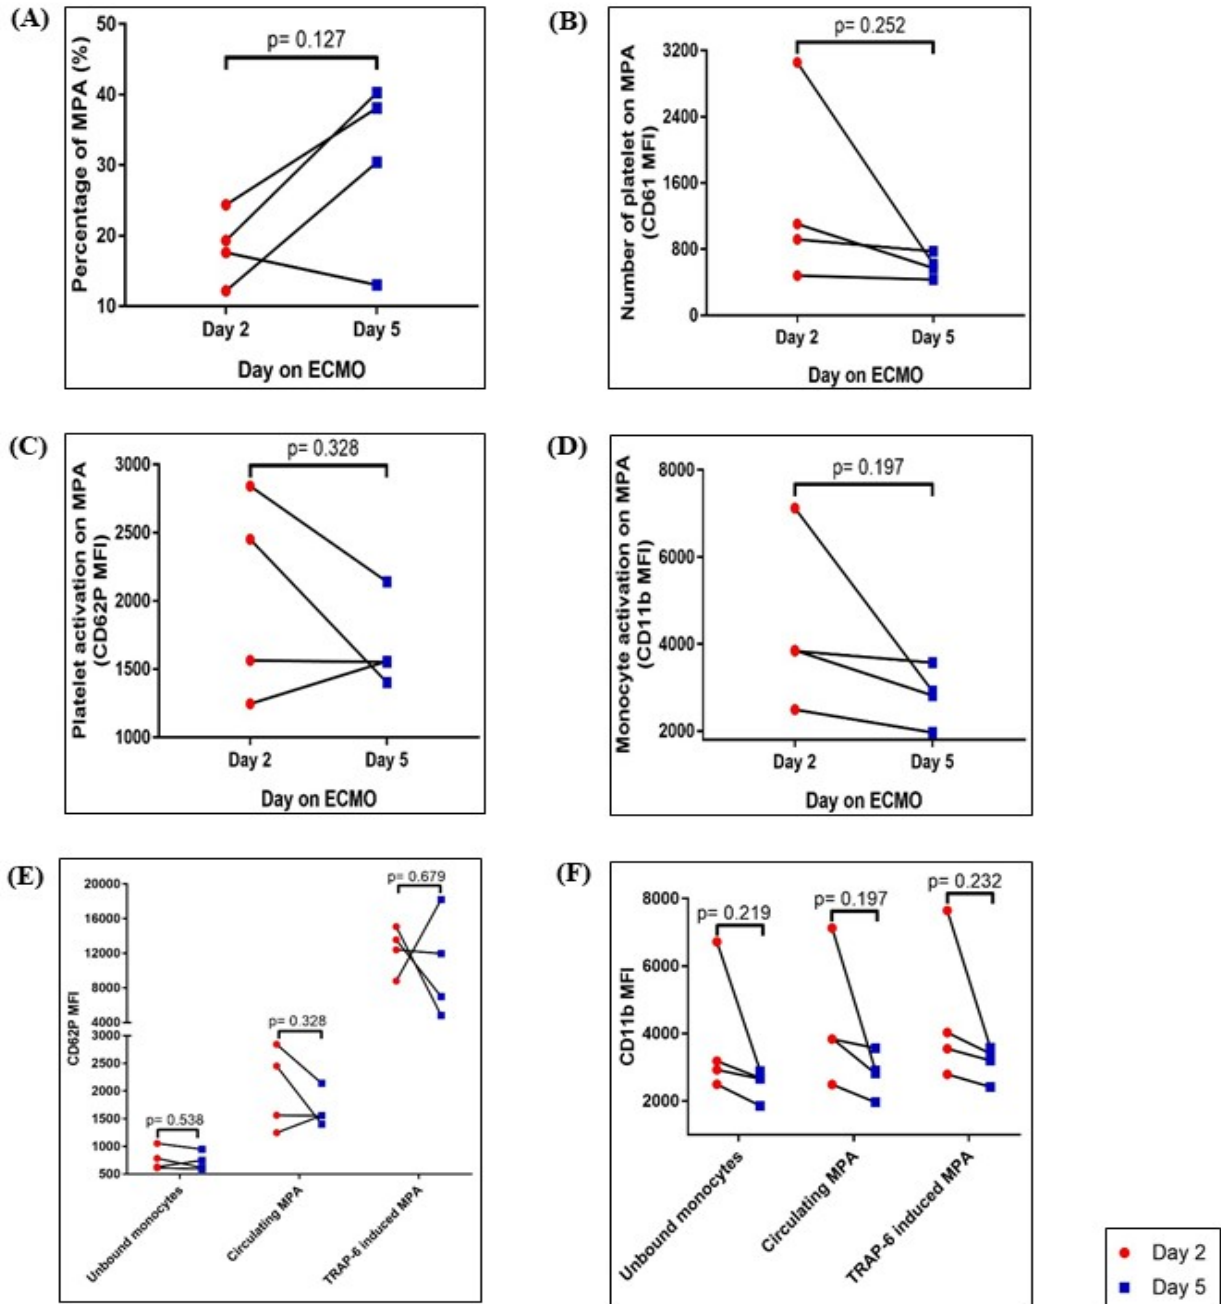 (A)
50
40
30
20
10
Percentage of MPA (%)
p= 0.127
Day 2
Day 5
Day on ECMO
(B)
3200
2400
1600
800
0
Number of platelet on MPA
(CD61 MFI)
p= 0.252
Day 2
Day 5
Day on ECMO
(C)
3000
2500
2000
1500
1000
Platelet activation on MPA
(CD62P MFI)
p= 0.328
Day 2
Day 5
Day on ECMO
(D)
8000
6000
4000
2000
Monocyte activation on MPA
(CD11b MFI)
p= 0.197
Day 2
Day 5
Day on ECMO
(E)
20000
16000
12000
8000
4000
3000
2500
2000
1500
1000
500
CD62P MFI
p= 0.538
p= 0.328
p= 0.679
Unbound monocytes
Circulating MPA
TRAP-6 induced MPA
(F)
8000
6000
4000
2000
CD11b MFI
p= 0.219
p= 0.197
p= 0.232
Unbound monocytes
Circulating MPA
TRAP-6 induced MPA
Day 2
Day 5